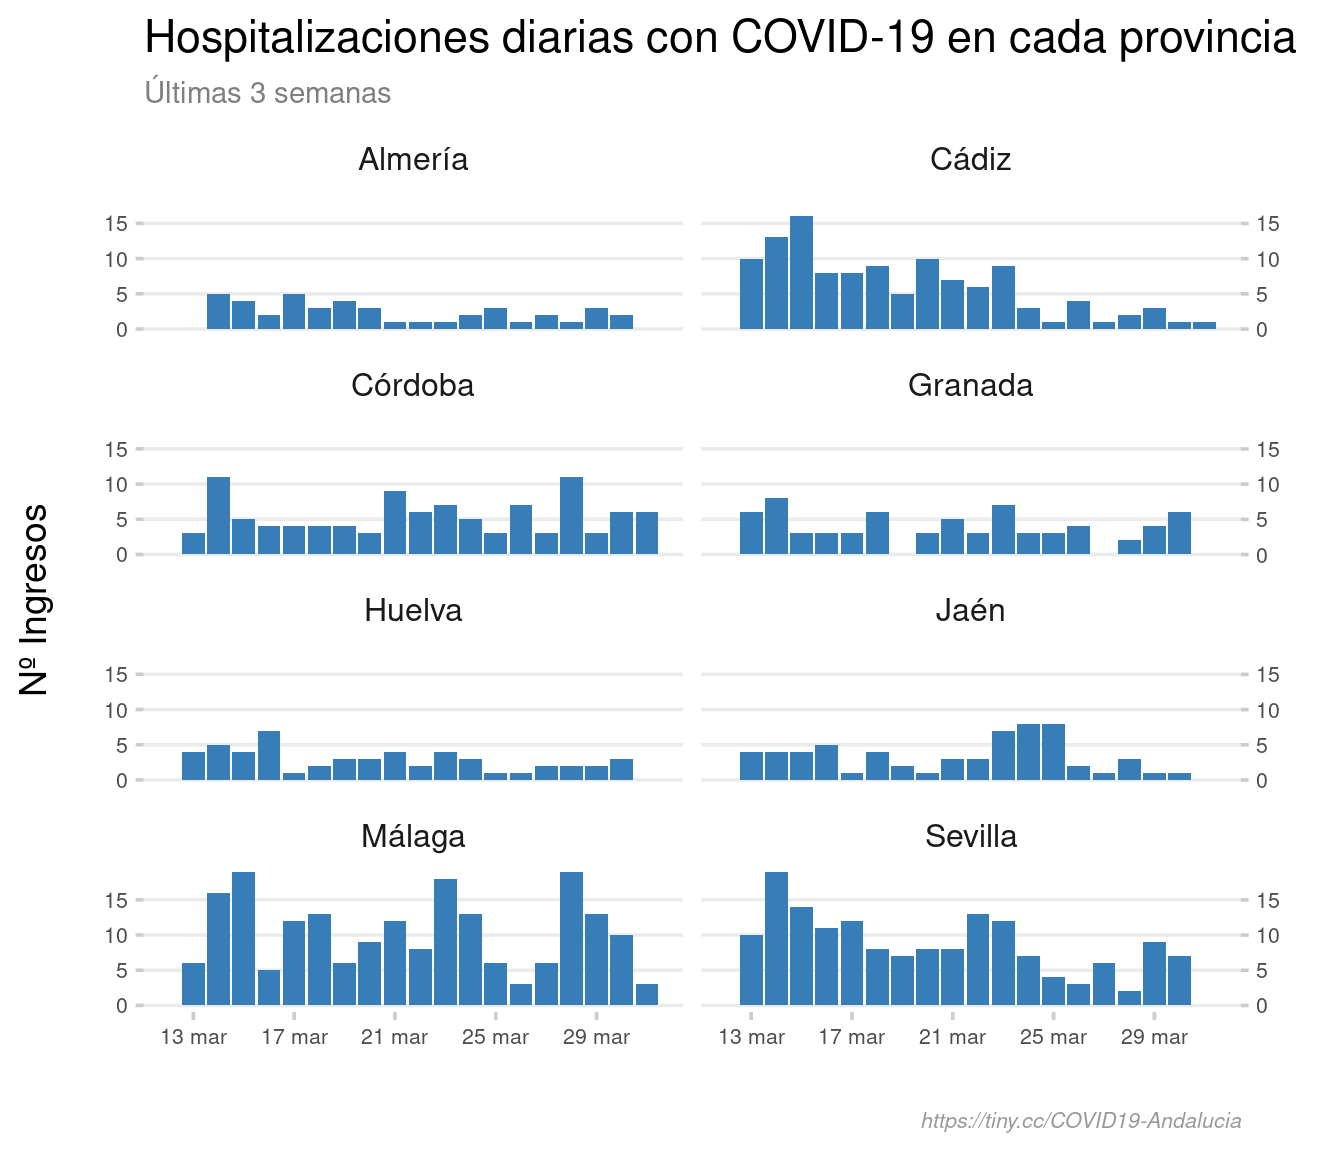 Hospitalizaciones diarias con COVID-19 en cada provincia
Últimas 3 semanas
Almería
Cádiz
15
10
5
0
15
10
5
0
Córdoba
Granada
15
10
5
0
15
10
5
0
Nº Ingresos
Huelva
Jaén
15
10
5
0
15
10
5
0
Málaga
Sevilla
15
10
5
0
15
10
5
0
13 mar 17 mar 21 mar 25 mar 29 mar
13 mar 17 mar 21 mar 25 mar 29 mar
https://tiny.cc/COVID19-Andalucia